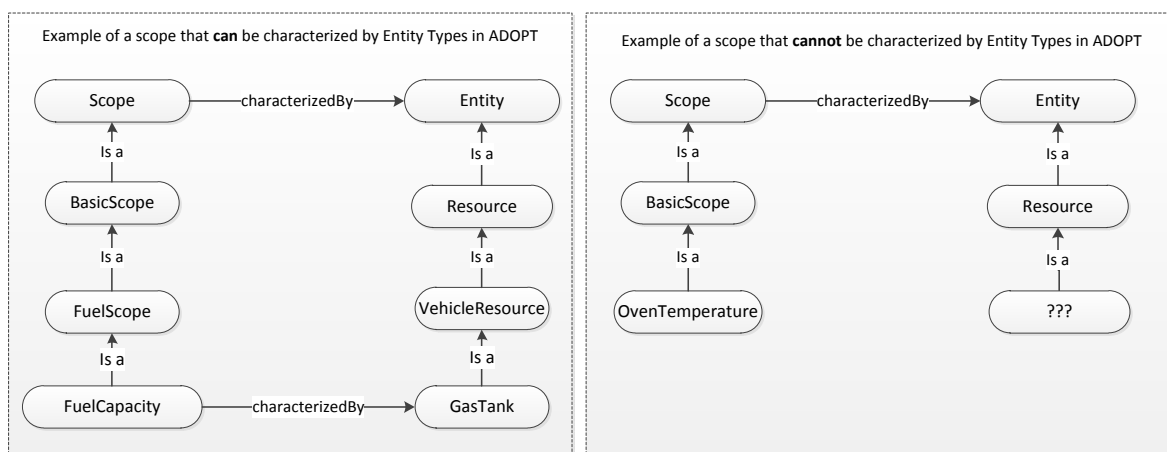 Example of a scope that can be characterized by Entity Types in ADOPT
Scope
characterizedBy
Entity
Is a
Is a
BasicScope
Resource
Is a
Is a
FuelScope
VehicleResource
Is a
Is a
FuelCapacity
characterizedBy
GasTank
Example of a scope that cannot be characterized by Entity Types in ADOPT
Scope
characterizedBy
Entity
Is a
Is a
BasicScope
Resource
Is a
Is a
OvenTemperature
???